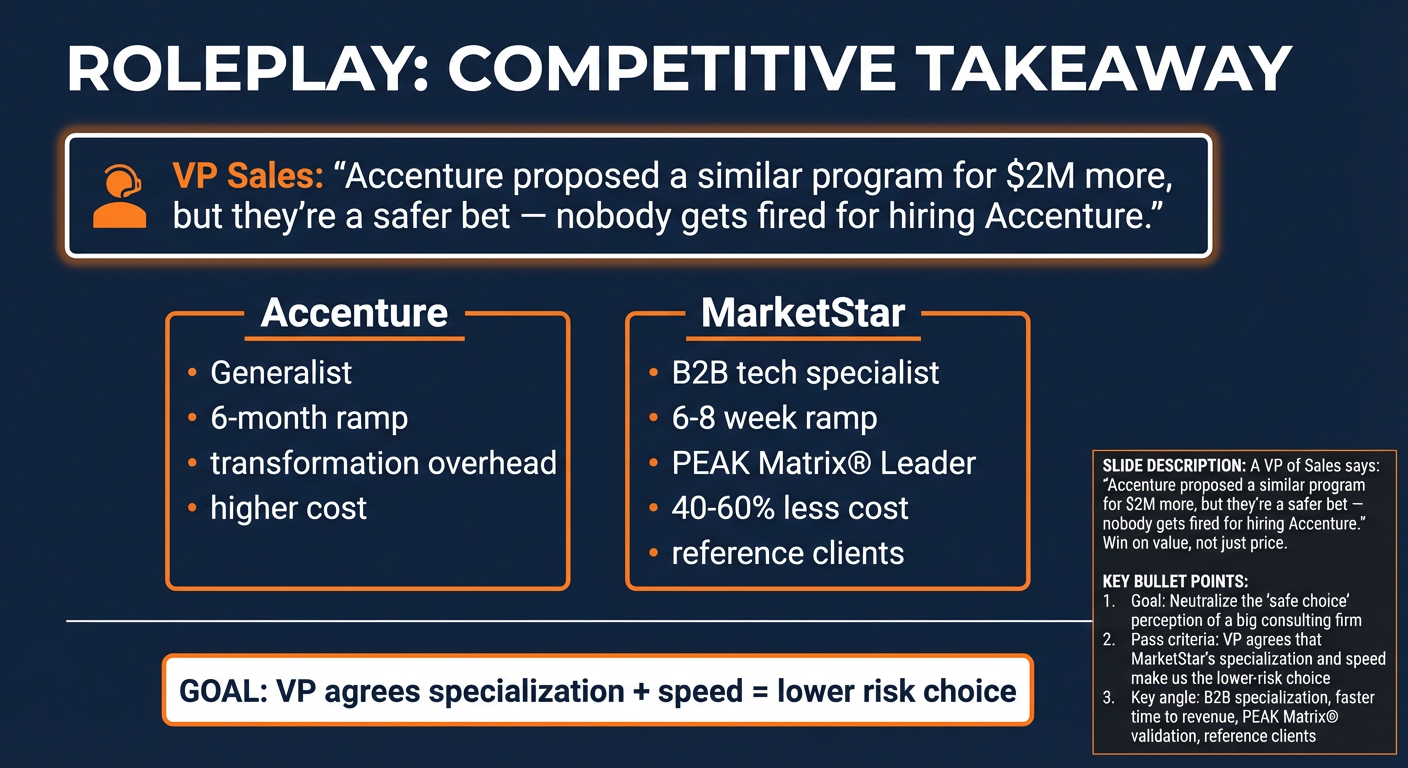 ROLEPLAY: COMPETITIVE TAKEAWAY
VP Sales: “Accenture proposed a similar program for $2M more,
but they’re a safer bet — nobody gets fired for hiring Accenture.”
Accenture
• Generalist
• 6-month ramp
• transformation overhead
• higher cost
MarketStar
• B2B tech specialist
• 6-8 week ramp
• PEAK Matrix® Leader
• 40-60% less cost
• reference clients
GOAL: VP agrees specialization + speed = lower risk choice
SLIDE DESCRIPTION: A VP of Sales says:
“Accenture proposed a similar program
for $2M more, but they’re a safer bet —
nobody gets fired for hiring Accenture.”
Win on value, not just price.
KEY BULLET POINTS:
1. Goal: Neutralize the ‘safe choice’
perception of a big consulting firm
2. Pass criteria: VP agrees that
MarketStar’s specialization and speed
make us the lower-risk choice
3. Key angle: B2B specialization, faster
time to revenue, PEAK Matrix®
validation, reference clients